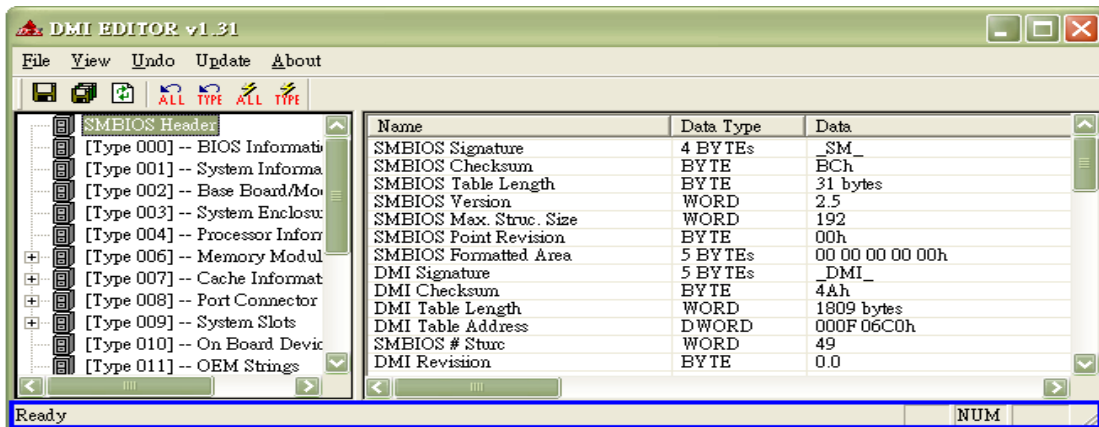 DMI EDITOR v1.31
File View Undo Update About
ALL TYPE ALL TYPE
SMBIOS Header
[Type 000] -- BIOS Informati
[Type 001] -- System Informa
[Type 002] -- Base Board/Mo
[Type 003] -- System Enclosu
[Type 004] -- Processor Infor
[Type 006] -- Memory Modul
[Type 007] -- Cache Informat
[Type 008] -- Port Connector
[Type 009] -- System Slots
[Type 010] -- On Board Devic
[Type 011] -- OEM Strings
Name Data Type Data
SMBIOS Signature 4 BYTEs _SM_
SMBIOS Checksum BYTE BCh
SMBIOS Table Length BYTE 31 bytes
SMBIOS Version WORD 2.5
SMBIOS Max. Struc. Size WORD 192
SMBIOS Point Revision BYTE 00h
SMBIOS Formatted Area 5 BYTEs 00 00 00 00 00h
DMI Signature 5 BYTEs _DMI_
DMI Checksum BYTE 4Ah
DMI Table Length WORD 1809 bytes
DMI Table Address DWORD 000F06C0h
SMBIOS # Sturc WORD 49
DMI Revisiion BYTE 0.0
Ready NUM